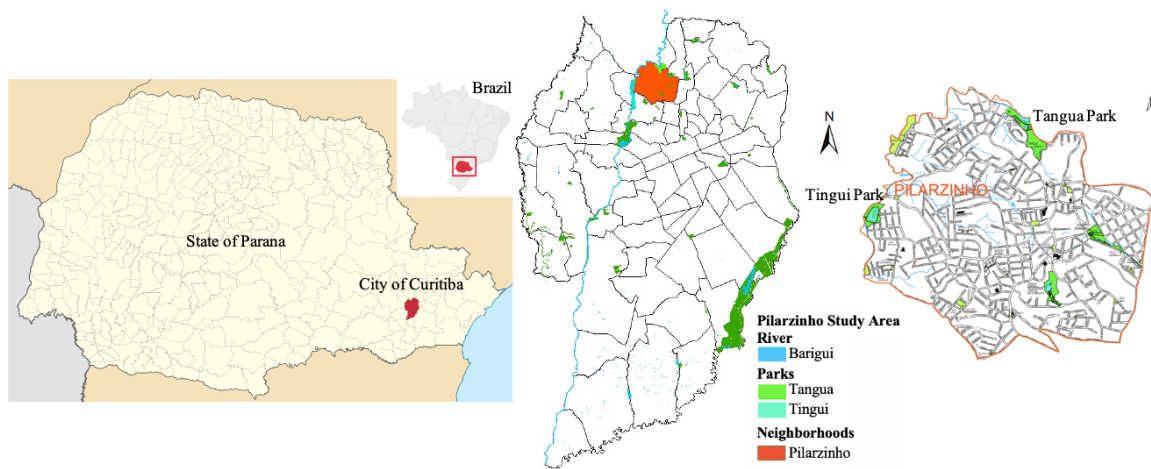 Brazil
State of Parana
City of Curitiba
Pilarzinho Study Area
River
Barigui
Parks
Tangua
Tingui
Neighborhoods
Pilarzinho
N
Tangua Park
Tingui Park
PILARZINHO